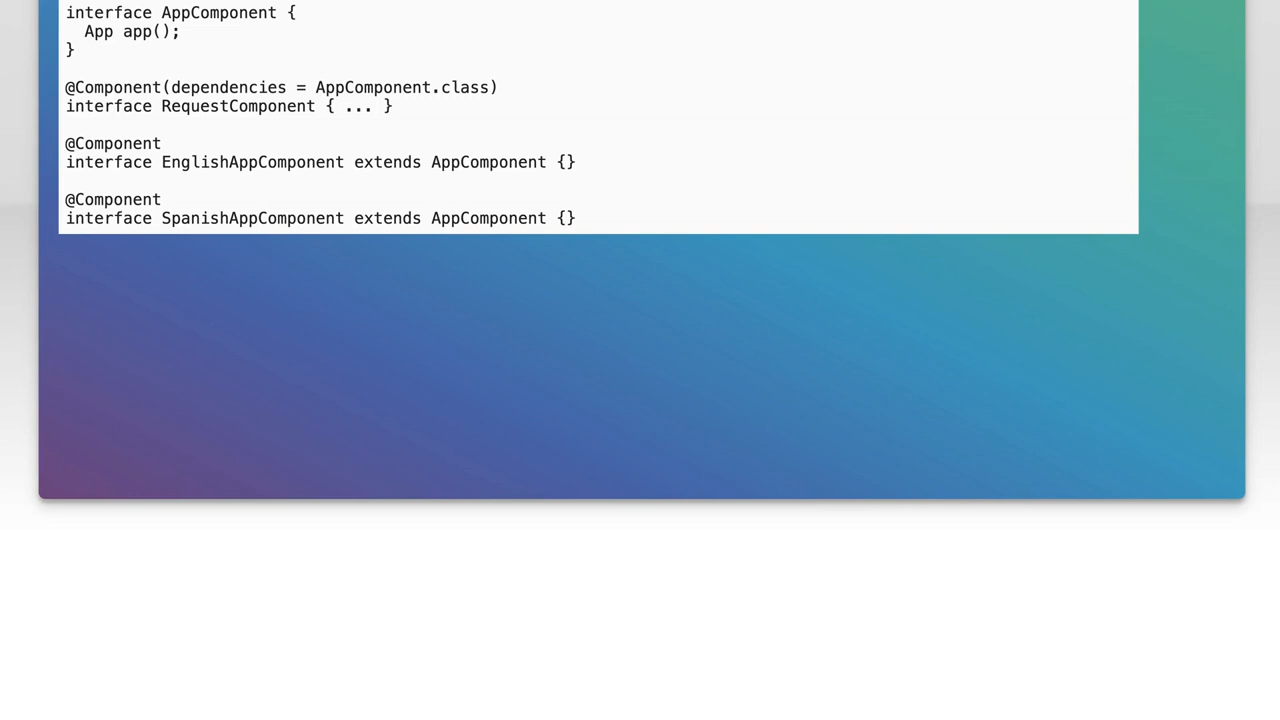 interface AppComponent {
  App app();
}
@Component(dependencies = AppComponent.class)
interface RequestComponent { ... }
@Component
interface EnglishAppComponent extends AppComponent {}
@Component
interface SpanishAppComponent extends AppComponent {}